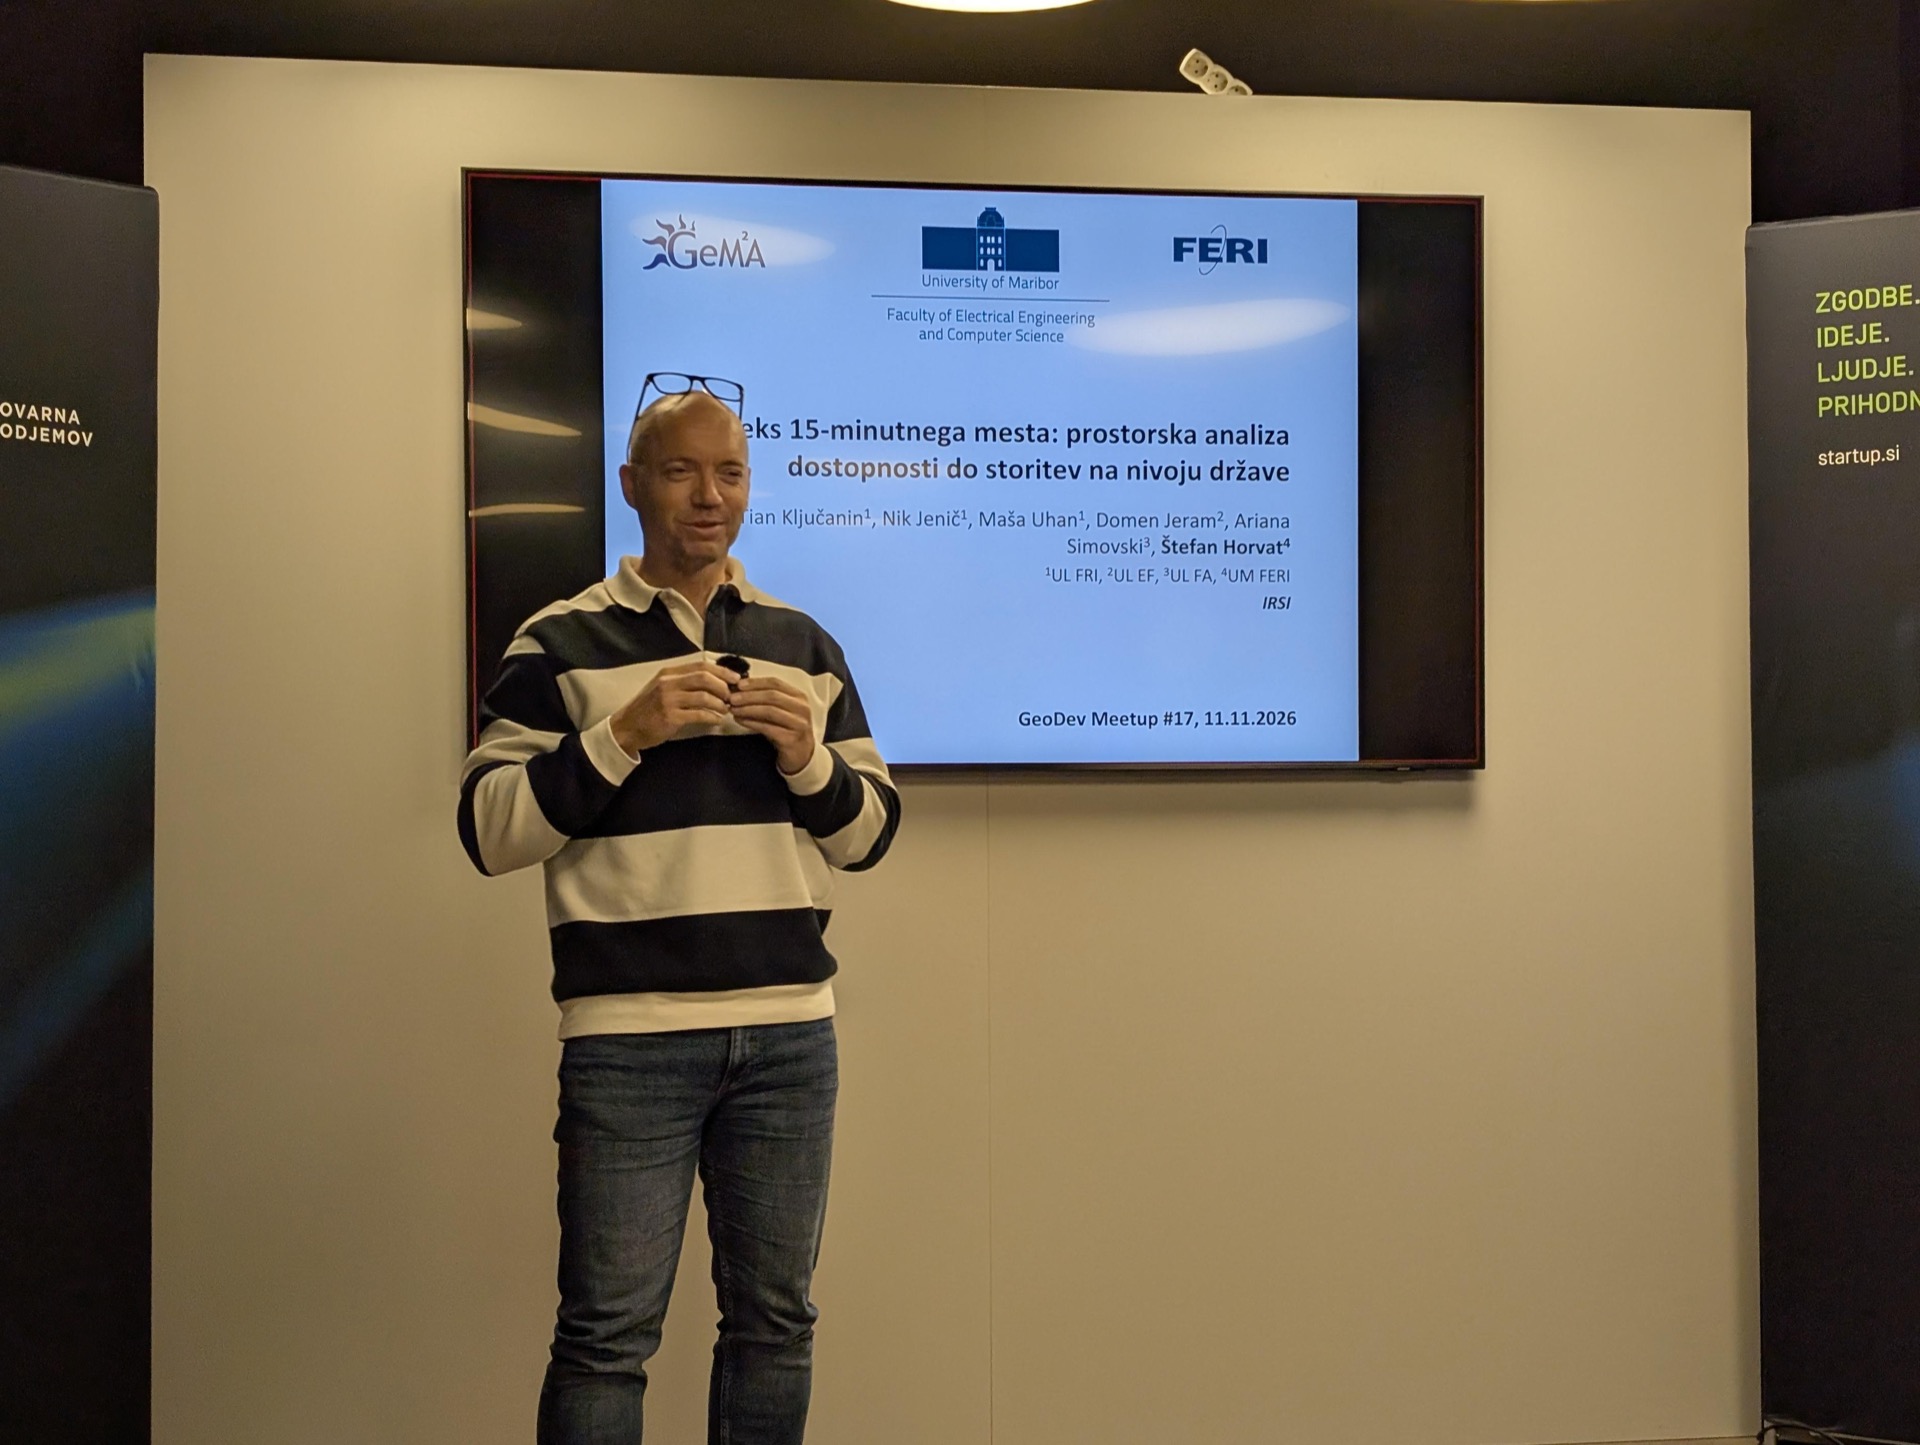 GeM²A
University of Maribor
Faculty of Electrical Engineering
and Computer Science
FERI
eks 15-minutnega mesta: prostorska analiza
dostopnosti do storitev na nivoju države
Ključanin¹, Nik Jenič¹, Maša Uhan¹, Domen Jeram², Ariana
Simovski³, Štefan Horvat⁴
¹UL FRI, ²UL EF, ³UL FA, ⁴UM FERI
IRSI
GeoDev Meetup #17, 11.11.2026
OVARNA
ODJEMOV
ZGODBE.
IDEJE.
LJUDJE.
PRIHODN
startup.si